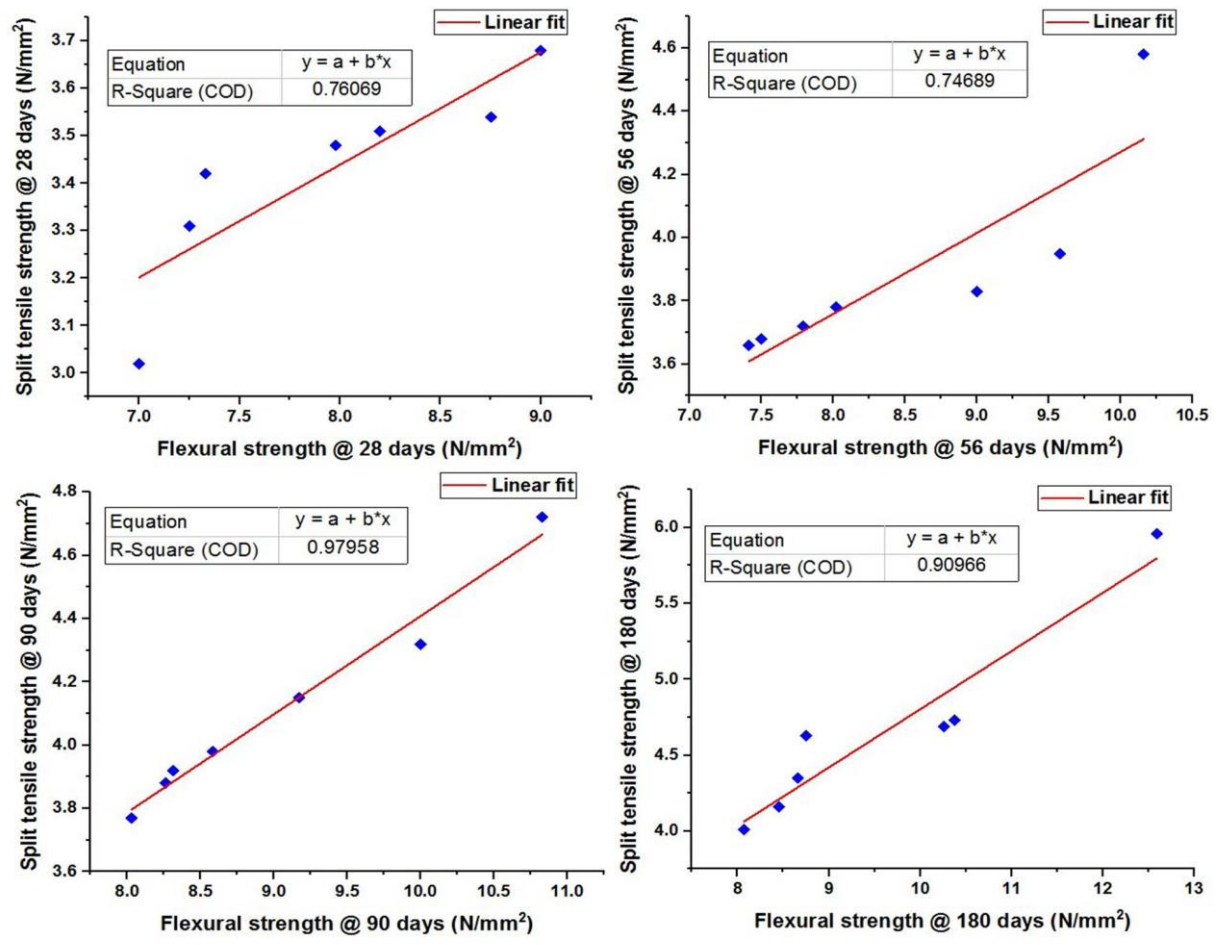 Linear fit
Equation y = a + b*x
R-Square (COD) 0.76069
Split tensile strength @ 28 days (N/mm²)
3.7
3.6
3.5
3.4
3.3
3.2
3.1
3.0
7.0 7.5 8.0 8.5 9.0
Flexural strength @ 28 days (N/mm²)
Linear fit
Equation y = a + b*x
R-Square (COD) 0.74689
Split tensile strength @ 56 days (N/mm²)
4.6
4.4
4.2
4.0
3.8
3.6
7.0 7.5 8.0 8.5 9.0 9.5 10.0 10.5
Flexural strength @ 56 days (N/mm²)
Linear fit
Equation y = a + b*x
R-Square (COD) 0.97958
Split tensile strength @ 90 days (N/mm²)
4.8
4.6
4.4
4.2
4.0
3.8
3.6
8.0 8.5 9.0 9.5 10.0 10.5 11.0
Flexural strength @ 90 days (N/mm²)
Linear fit
Equation y = a + b*x
R-Square (COD) 0.90966
Split tensile strength @ 180 days (N/mm²)
6.0
5.5
5.0
4.5
4.0
8 9 10 11 12 13
Flexural strength @ 180 days (N/mm²)